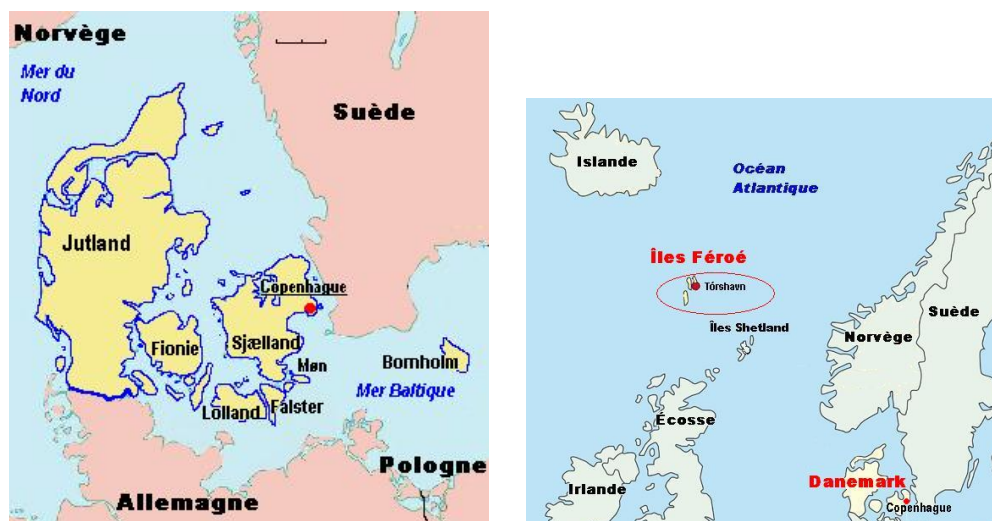 Norvège
Mer du
Nord
Suède
Jutland
Copenhague
Fionie
Sjælland
Møn
Bornholm
Mer Baltique
Lolland
Falster
Pologne
Allemagne
Islande
Océan
Atlantique
Îles Féroé
Tórshavn
Îles Shetland
Suède
Norvège
Écosse
Irlande
Danemark
Copenhague